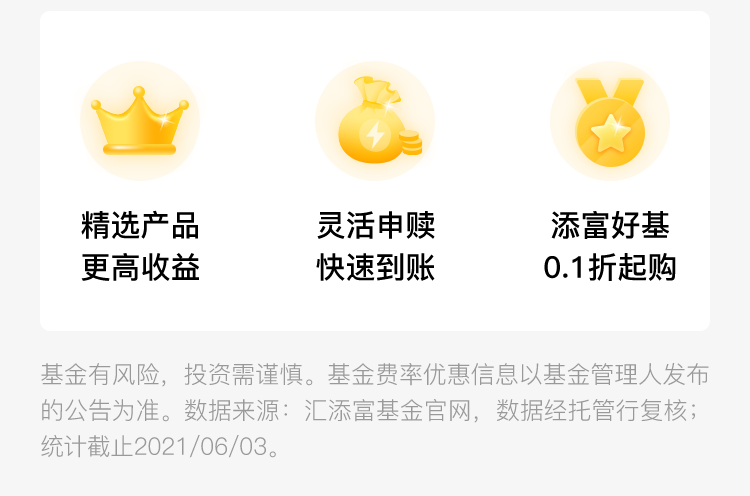 精选产品
更高收益
灵活申赎
快速到账
添富好基
0.1折起购
基金有风险，投资需谨慎。基金费率优惠信息以基金管理人发布
的公告为准。数据来源：汇添富基金官网，数据经托管行复核；
统计截止2021/06/03。